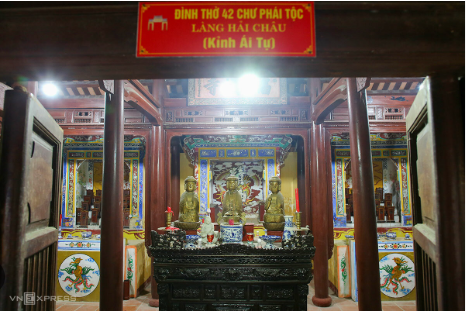 ĐÌNH THỜ 42 CHƯ PHÁI TỘC
LÀNG HẢI CHÂU
(Kính Ái Tự)
VNEXPRESS